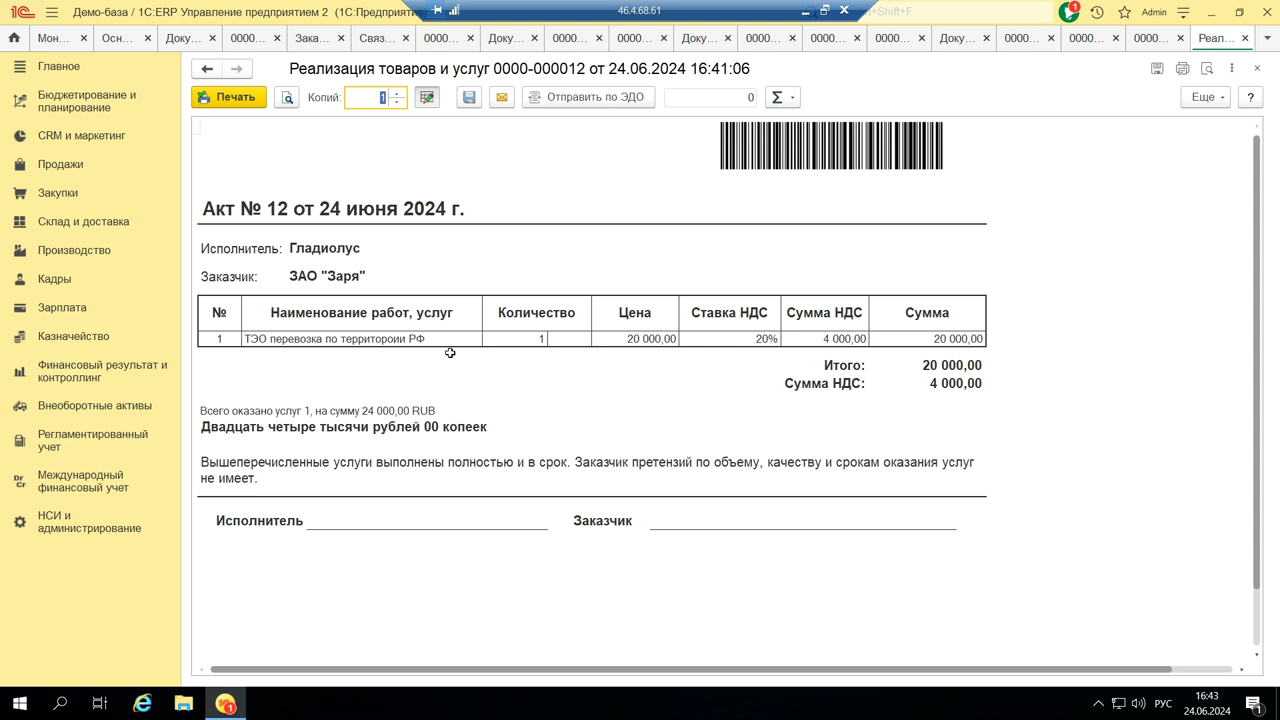 Демо-база / 1С:ERP Управление предприятием 2 (1С:Предприятие
46.4.68.61
+Shift+F
1
Admin
Мон...
Осн...
Доку...
0000...
Зака...
Связ...
0000...
Доку...
0000...
0000...
Доку...
0000...
0000...
0000...
Доку...
0000...
0000...
0000...
Реал...
Главное
Бюджетирование и
планирование
CRM и маркетинг
Продажи
Закупки
Склад и доставка
Производство
Кадры
Зарплата
Казначейство
Финансовый результат и
контроллинг
Внеоборотные активы
Регламентированный
учет
Dr
Cr
Международный
финансовый учет
НСИ и
администрирование
Реализация товаров и услуг 0000-000012 от 24.06.2024 16:41:06
Печать
Копий: 1
Отправить по ЭДО
0
Σ
Еще
?
Акт № 12 от 24 июня 2024 г.
Исполнитель: Гладиолус
Заказчик: ЗАО "Заря"
№ Наименование работ, услуг Количество Цена Ставка НДС Сумма НДС Сумма
1 ТЭО перевозка по территороии РФ 1 20 000,00 20% 4 000,00 20 000,00
Итого: 20 000,00
Сумма НДС: 4 000,00
Всего оказано услуг 1, на сумму 24 000,00 RUB
Двадцать четыре тысячи рублей 00 копеек
Вышеперечисленные услуги выполнены полностью и в срок. Заказчик претензий по объему, качеству и срокам оказания услуг
не имеет.
Исполнитель Заказчик
1
РУС
16:43
24.06.2024
1